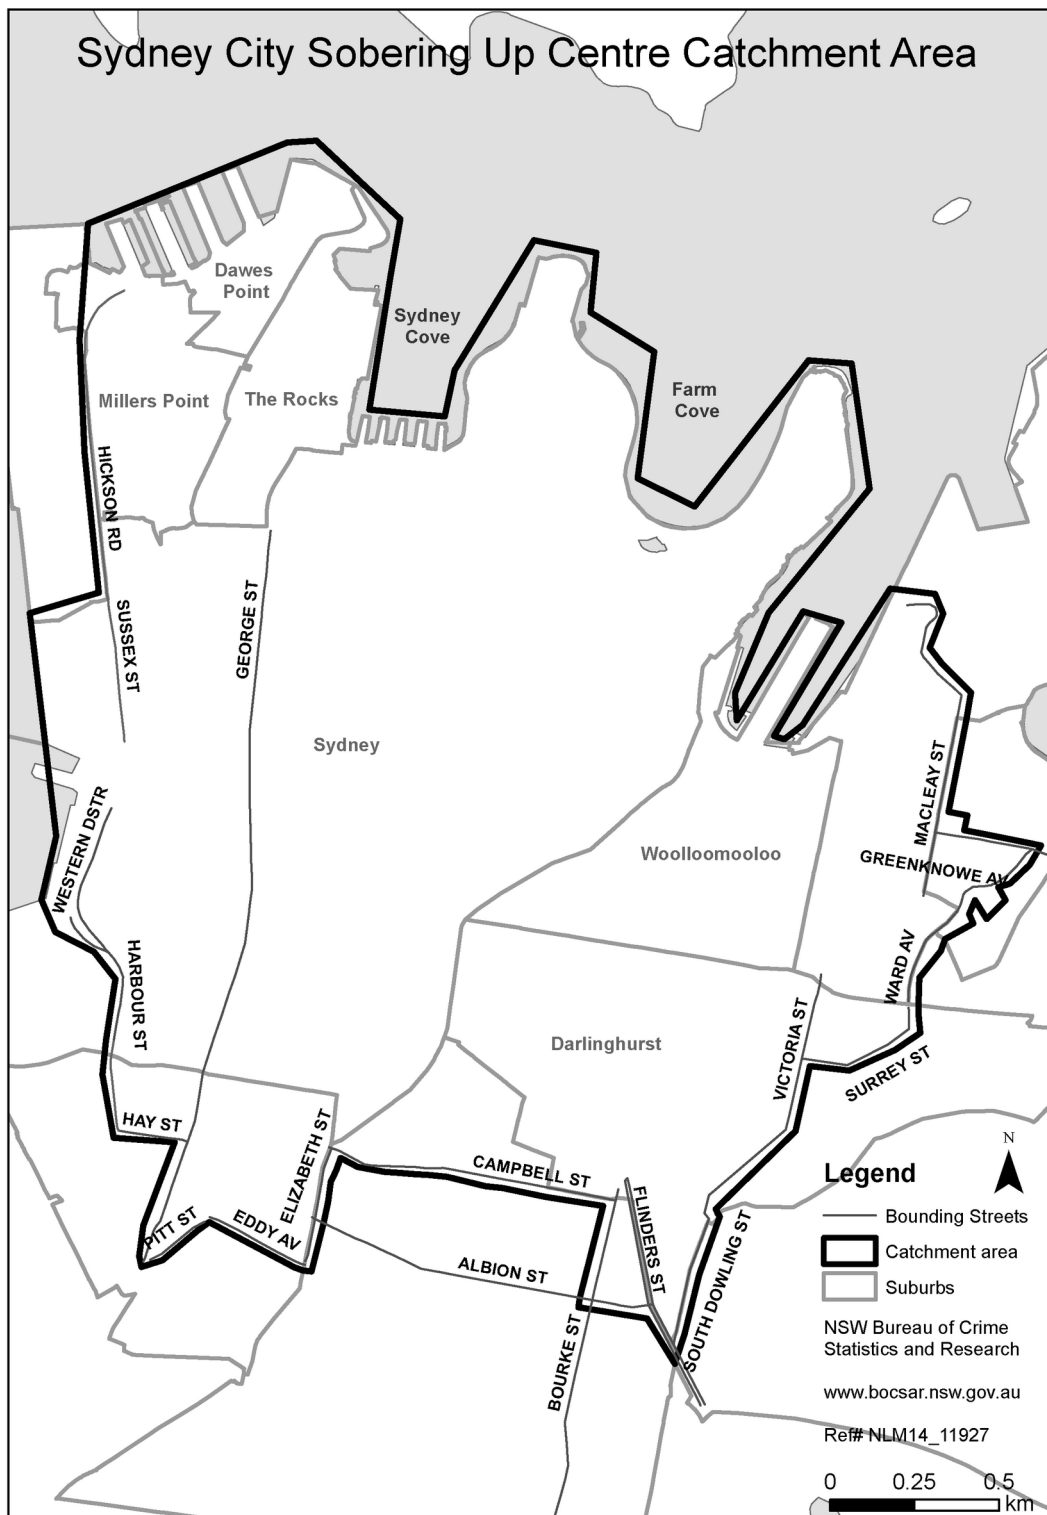 Sydney City Sobering Up Centre Catchment Area
Dawes
Point
Sydney
Cove
Farm
Cove
Millers Point
The Rocks
HICKSON RD
SUSSEX ST
GEORGE ST
Sydney
MACLEAY ST
WESTERN DSTR
Woolloomooloo
GREENKNOWE AV
HARBOUR ST
WARD AV
Darlinghurst
VICTORIA ST
SURREY ST
HAY ST
ELIZABETH ST
CAMPBELL ST
FLINDERS ST
PITT ST
EDDY AV
ALBION ST
SOUTH DOWLING ST
BOURKE ST
N
Legend
Bounding Streets
Catchment area
Suburbs
NSW Bureau of Crime
Statistics and Research
www.bocsar.nsw.gov.au
Ref# NLM14_11927
0 0.25 0.5
km